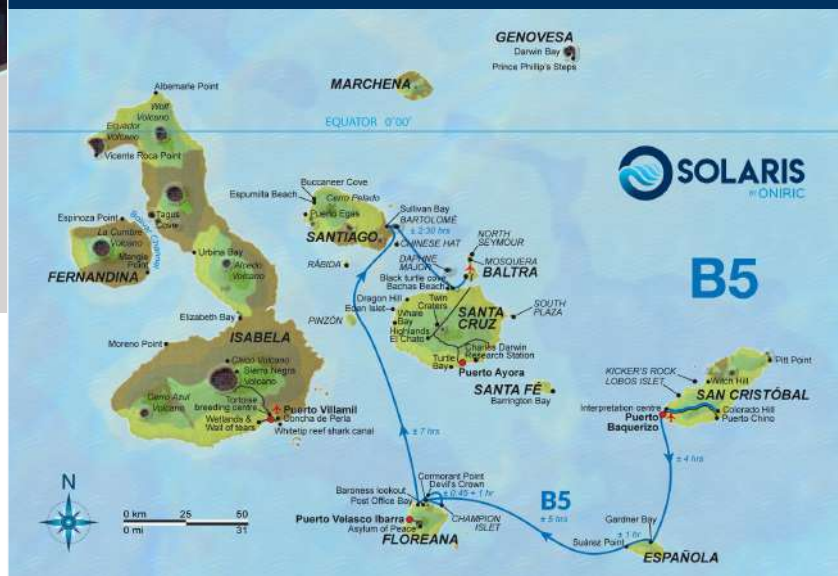 GENOVESA
Darwin Bay
Prince Phillip's Steps
MARCHENA
Albemarle Point
Wolf
Volcano
Ecuador
Volcano
EQUATOR 0°00'
Vicente Roca Point
SOLARIS
BY ONIRIC
B5
Buccaneer Cove
Cerro Pelado
Espumilla Beach
Puerto Egas
SANTIAGO
Sullivan Bay
BARTOLOMÉ
± 2:30 hrs
CHINESE HAT
Espinoza Point
Tagus
Cove
Bolívar Channel
La Cumbre
Volcano
Mangle
Point
FERNANDINA
Urbina Bay
Alcedo
Volcano
RÁBIDA
DAPHNE
MAJOR
NORTH
SEYMOUR
MOSQUERA
BALTRA
Black turtle cove
Bachas Beach
Dragon Hill
Eden Islet
Whale
Bay
Twin
Craters
SANTA
CRUZ
SOUTH
PLAZA
Highlands
El Chato
Charles Darwin
Research Station
Turtle
Bay
Puerto Ayora
PINZÓN
Elizabeth Bay
ISABELA
Moreno Point
Chico Volcano
Sierra Negra
Volcano
Cerro Azul
Volcano
Tortoise
breeding centre
Puerto Villamil
Concha de Perla
Wetlands &
Wall of tears
Whitetip reef shark canal
SANTA FÉ
Barrington Bay
KICKER'S ROCK
LOBOS ISLET
Witch Hill
Pitt Point
SAN CRISTÓBAL
Interpretation centre
Puerto
Baquerizo
Colorado Hill
Puerto Chino
± 7 hrs
± 4 hrs
Cormorant Point
Devil's Crown
Baroness lookout
Post Office Bay
± 0:45 + 1 hr
B5
± 5 hrs
Puerto Velasco Ibarra
Asylum of Peace
CHAMPION
ISLET
FLOREANA
Gardner Bay
± 1 hr
Suárez Point
ESPAÑOLA
N
0 km 25 50
0 mi 31